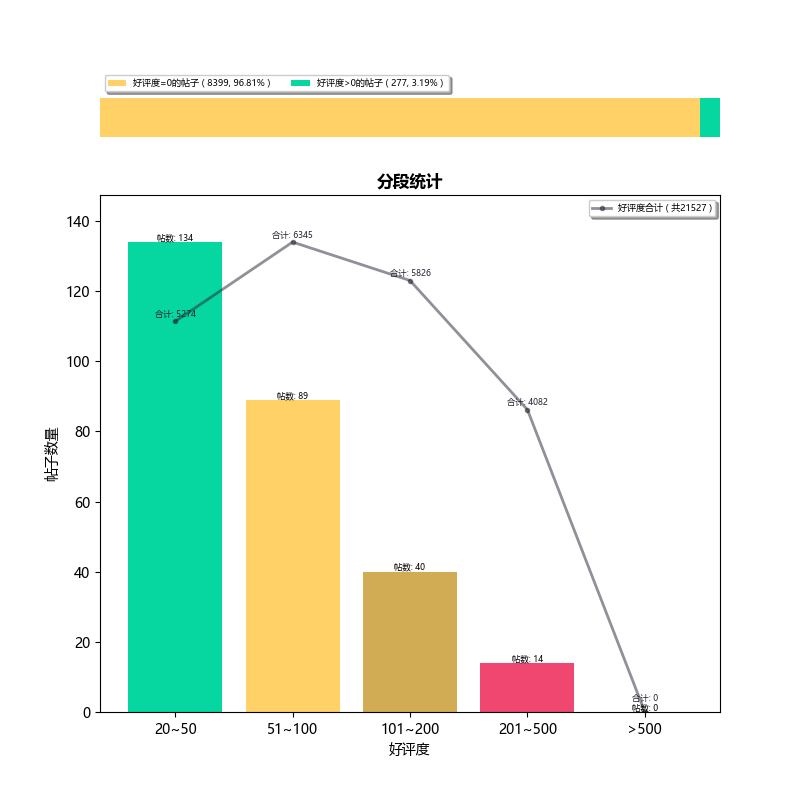 好评度=0的帖子 ( 8399, 96.81% )
好评度>0的帖子 ( 277, 3.19% )
分段统计
好评度合计 ( 共21527 )
140
120
100
80
60
40
20
0
帖子数量
帖数: 134
合计: 5274
合计: 6345
帖数: 89
合计: 5826
帖数: 40
合计: 4082
帖数: 14
合计: 0
帖数: 0
20~50
51~100
101~200
201~500
>500
好评度